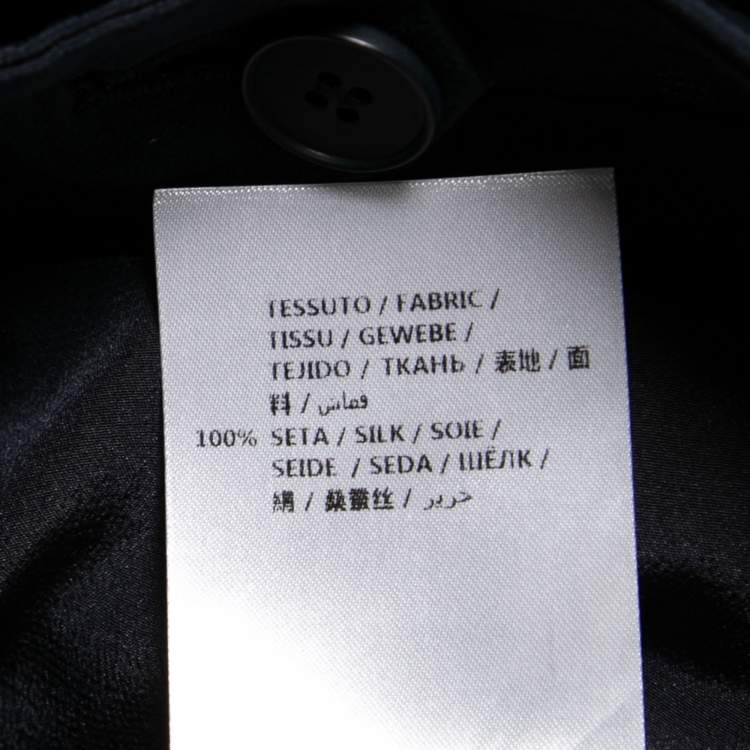 TESSUTO / FABRIC /
TISSU / GEWEBE /
TEJIDO / ТКАНЬ / 表地 / 面
料 / قماش
100% SETA / SILK / SOIE /
SEIDE / SEDA / ШЁЛК /
絹 / 桑蚕丝 / حرير